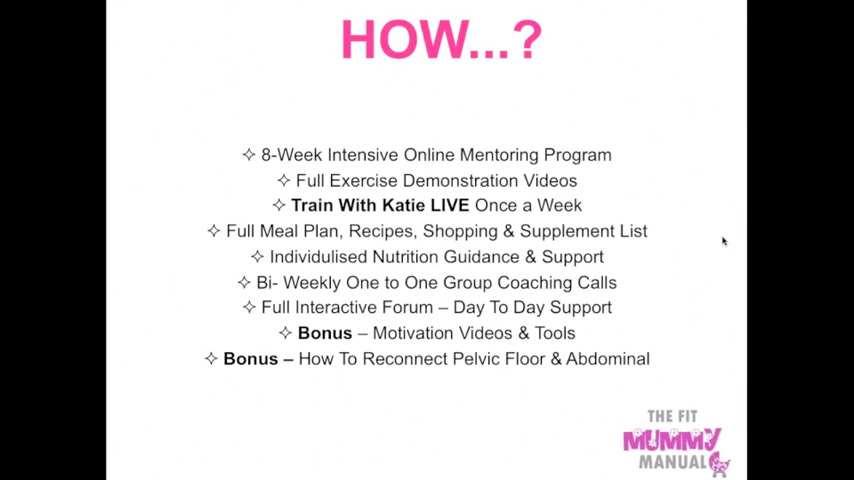 HOW...?
✧ 8-Week Intensive Online Mentoring Program
✧ Full Exercise Demonstration Videos
✧ Train With Katie LIVE Once a Week
✧ Full Meal Plan, Recipes, Shopping & Supplement List
✧ Individulised Nutrition Guidance & Support
✧ Bi- Weekly One to One Group Coaching Calls
✧ Full Interactive Forum – Day To Day Support
✧ Bonus – Motivation Videos & Tools
✧ Bonus – How To Reconnect Pelvic Floor & Abdominal
THE FIT
MUMMY
MANUAL